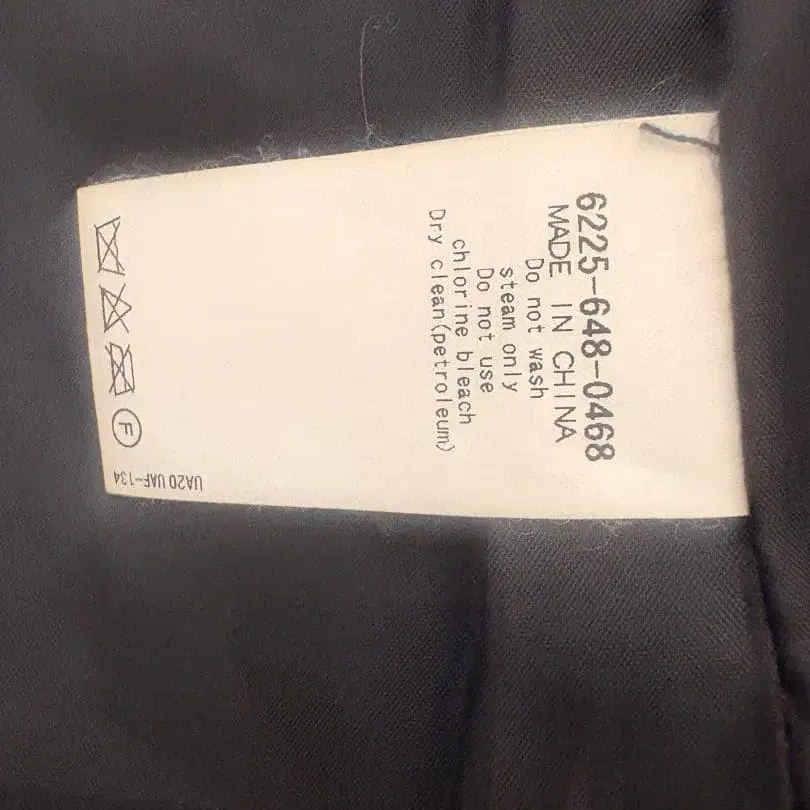 6225-648-0468
MADE IN CHINA
Do not wash
steam only
Do not use
chlorine bleach
Dry clean(petroleum)
F
UA20 UAF-134